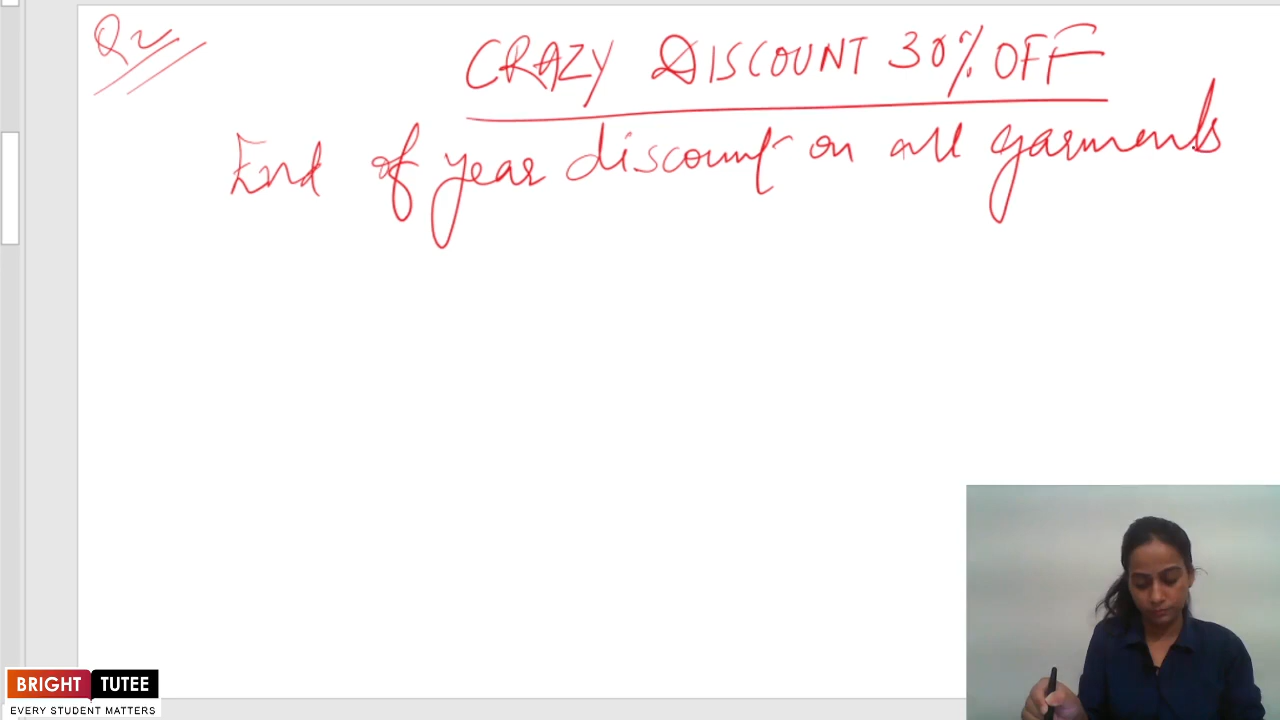 Q2
CRAZY DISCOUNT 30% OFF
End of year discount on all garments
BRIGHT TUTEE
EVERY STUDENT MATTERS